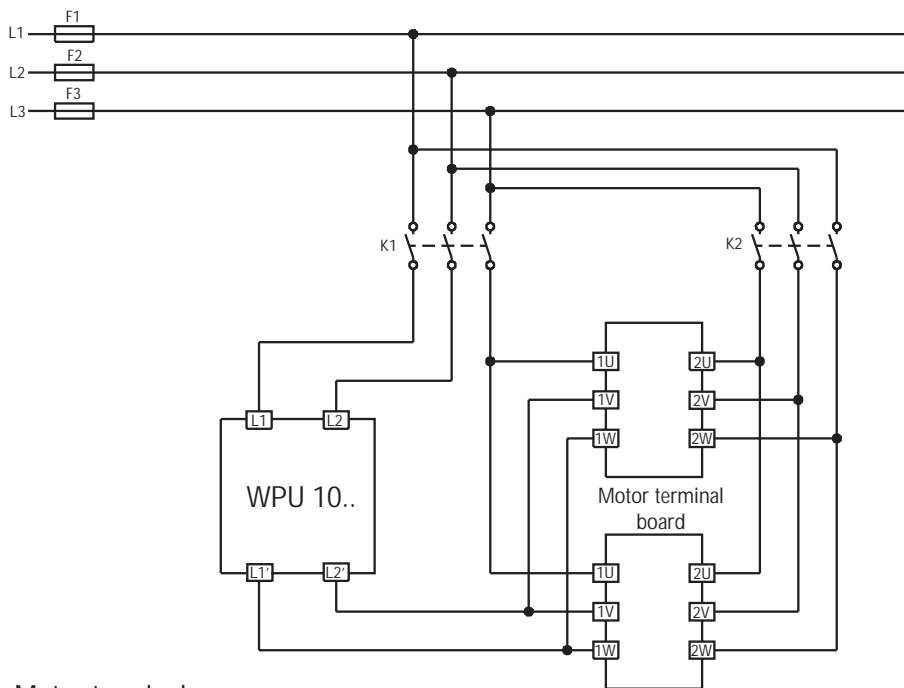 F1
L1
F2
L2
F3
L3
K1 K2
1U 2U
L1 L2 1V 2V
1W 2W
WPU 10..
Motor terminal
board
L1' L2' 1U 2U
1V 2V
1W 2W